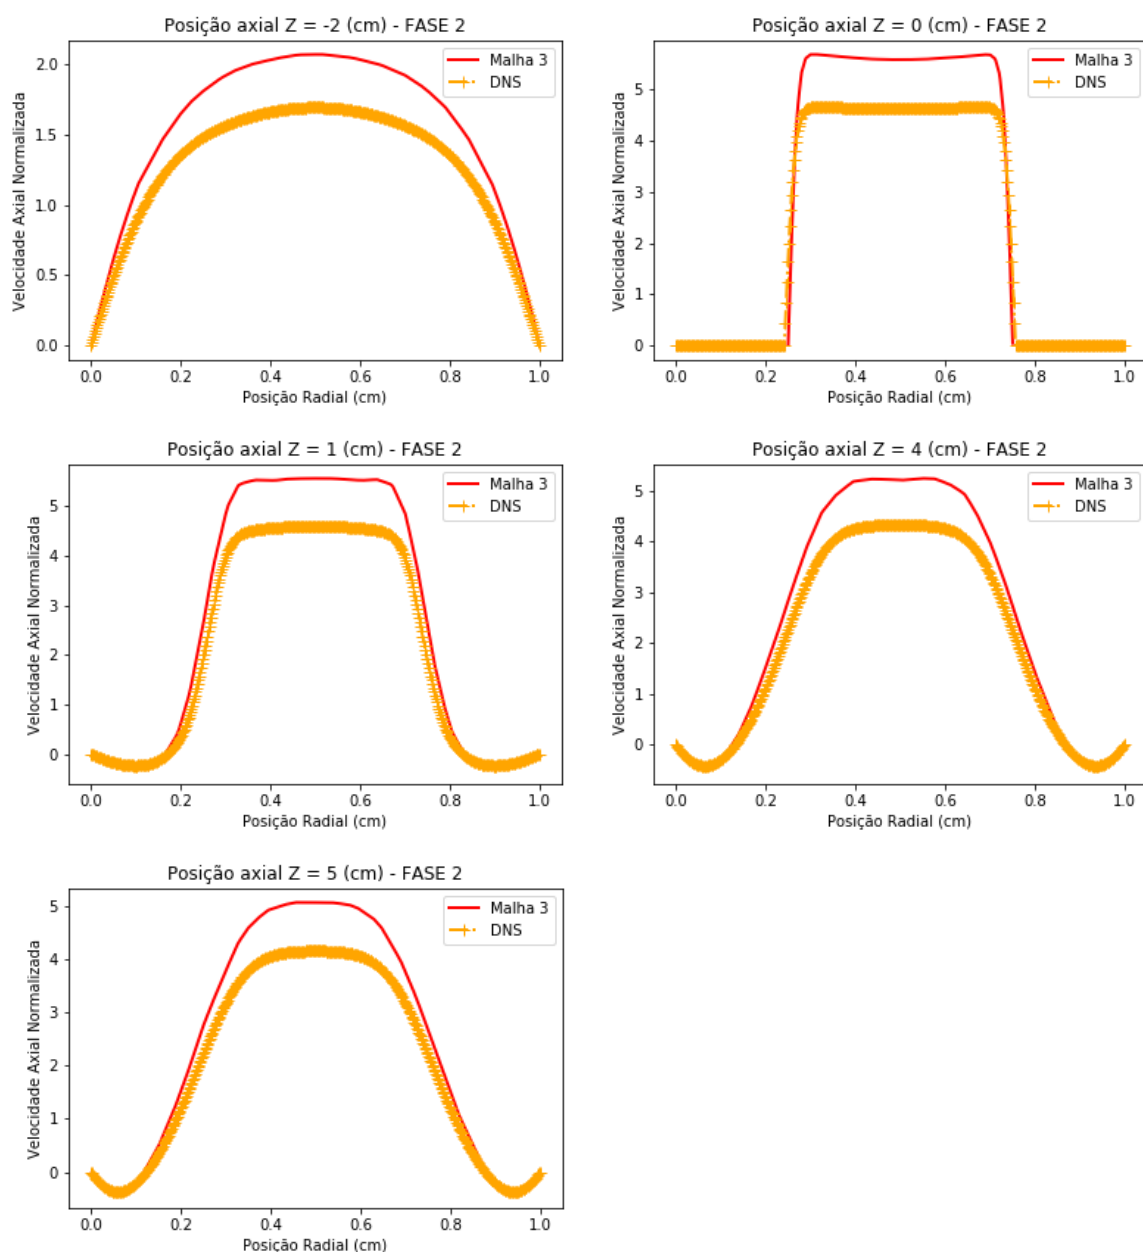 Posição axial Z = -2 (cm) - FASE 2
Velocidade Axial Normalizada
2.0
1.5
1.0
0.5
0.0
Malha 3
DNS
0.0 0.2 0.4 0.6 0.8 1.0
Posição Radial (cm)
Posição axial Z = 0 (cm) - FASE 2
Velocidade Axial Normalizada
5
4
3
2
1
0
Malha 3
DNS
0.0 0.2 0.4 0.6 0.8 1.0
Posição Radial (cm)
Posição axial Z = 1 (cm) - FASE 2
Velocidade Axial Normalizada
5
4
3
2
1
0
Malha 3
DNS
0.0 0.2 0.4 0.6 0.8 1.0
Posição Radial (cm)
Posição axial Z = 4 (cm) - FASE 2
Velocidade Axial Normalizada
5
4
3
2
1
0
Malha 3
DNS
0.0 0.2 0.4 0.6 0.8 1.0
Posição Radial (cm)
Posição axial Z = 5 (cm) - FASE 2
Velocidade Axial Normalizada
5
4
3
2
1
0
Malha 3
DNS
0.0 0.2 0.4 0.6 0.8 1.0
Posição Radial (cm)